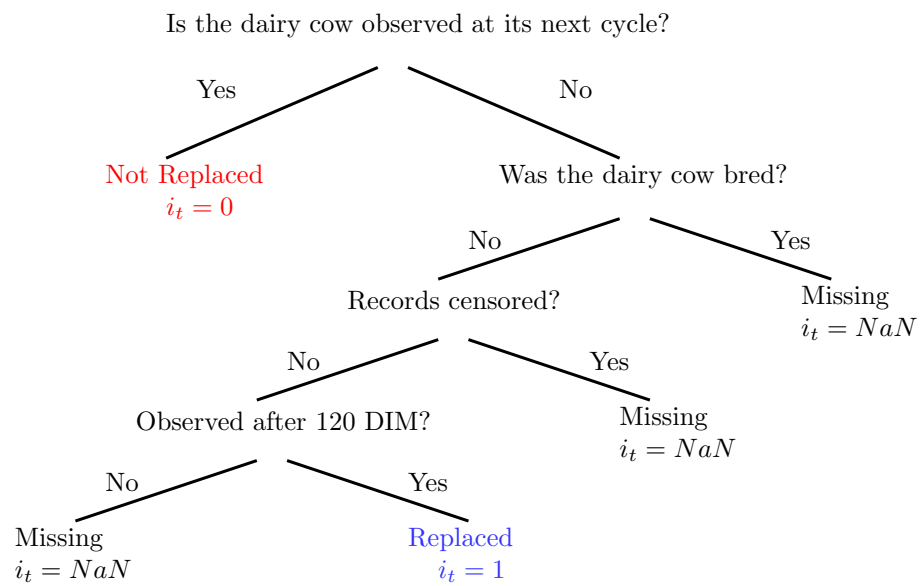 Is the dairy cow observed at its next cycle?
Yes
No
Not Replaced
i_t = 0
Was the dairy cow bred?
No
Yes
Records censored?
Missing
i_t = NaN
No
Yes
Observed after 120 DIM?
Missing
i_t = NaN
No
Yes
Missing
i_t = NaN
Replaced
i_t = 1